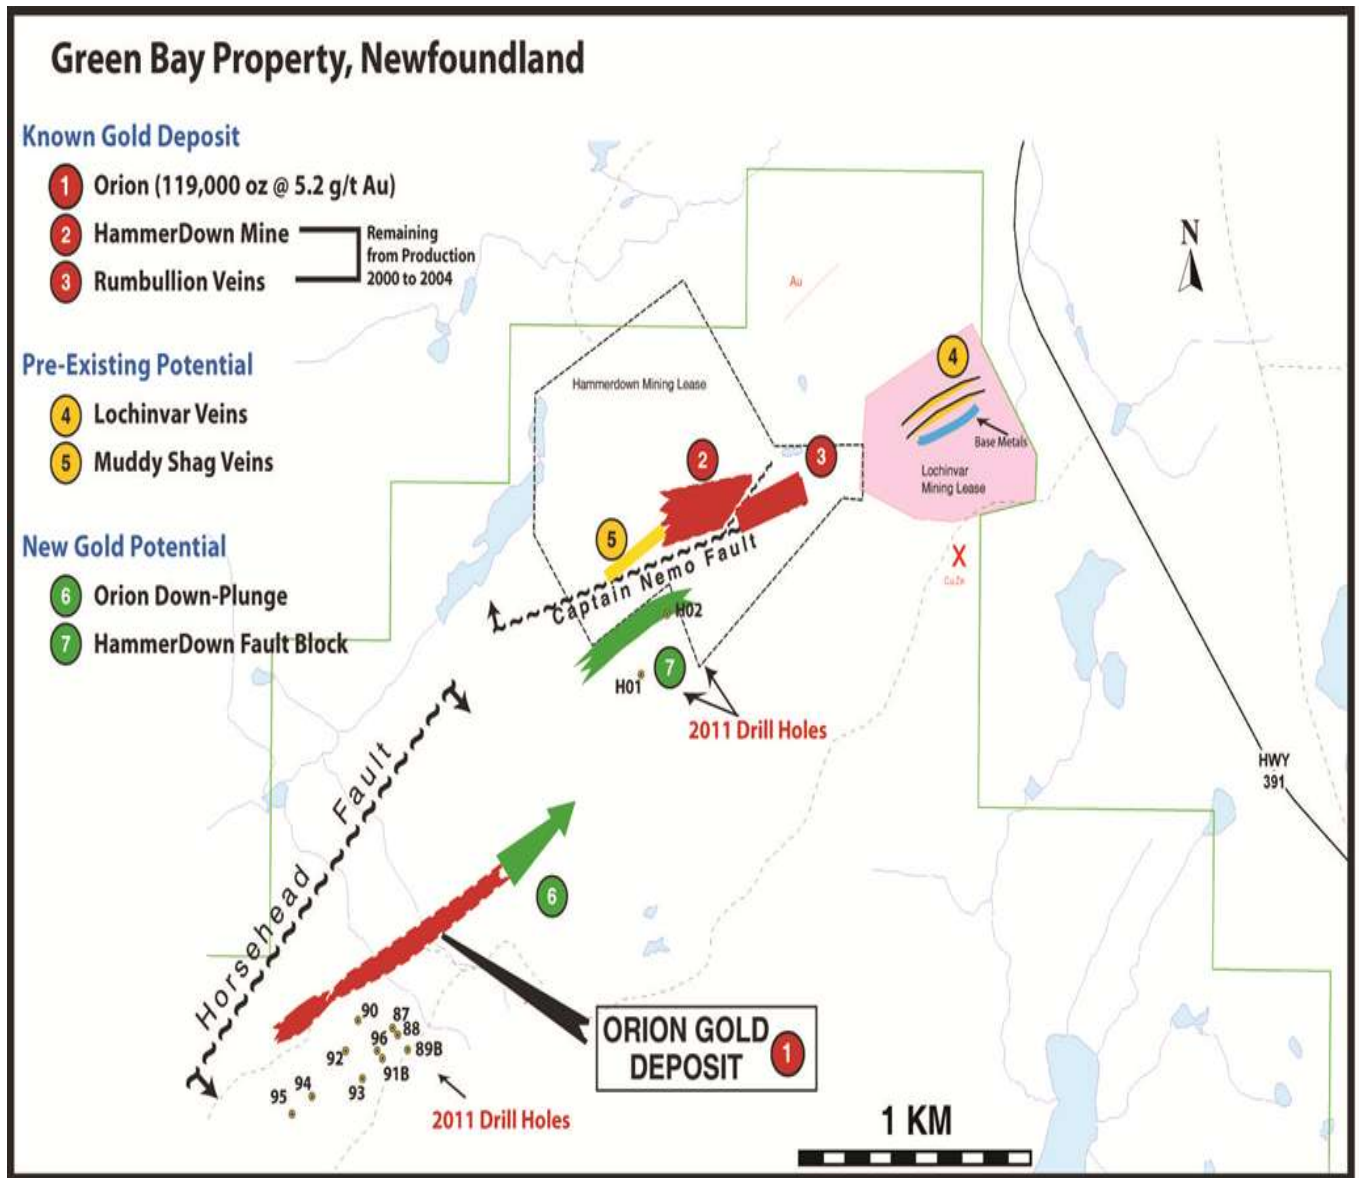 Green Bay Property, Newfoundland
Known Gold Deposit
1 Orion (119,000 oz @ 5.2 g/t Au)
2 HammerDown Mine
3 Rumbullion Veins
Remaining
from Production
2000 to 2004
Pre-Existing Potential
4 Lochinvar Veins
5 Muddy Shag Veins
New Gold Potential
6 Orion Down-Plunge
7 HammerDown Fault Block
N
Au
Hammerdown Mining Lease
4
Base Metals
Lochinvar
Mining Lease
2
3
5
Captain Nemo Fault
Cu Zn
H02
7
H01
2011 Drill Holes
HWY
391
Horsehead Fault
6
ORION GOLD
DEPOSIT
1
90
87
88
96
89B
92
91B
93
94
95
2011 Drill Holes
1 KM